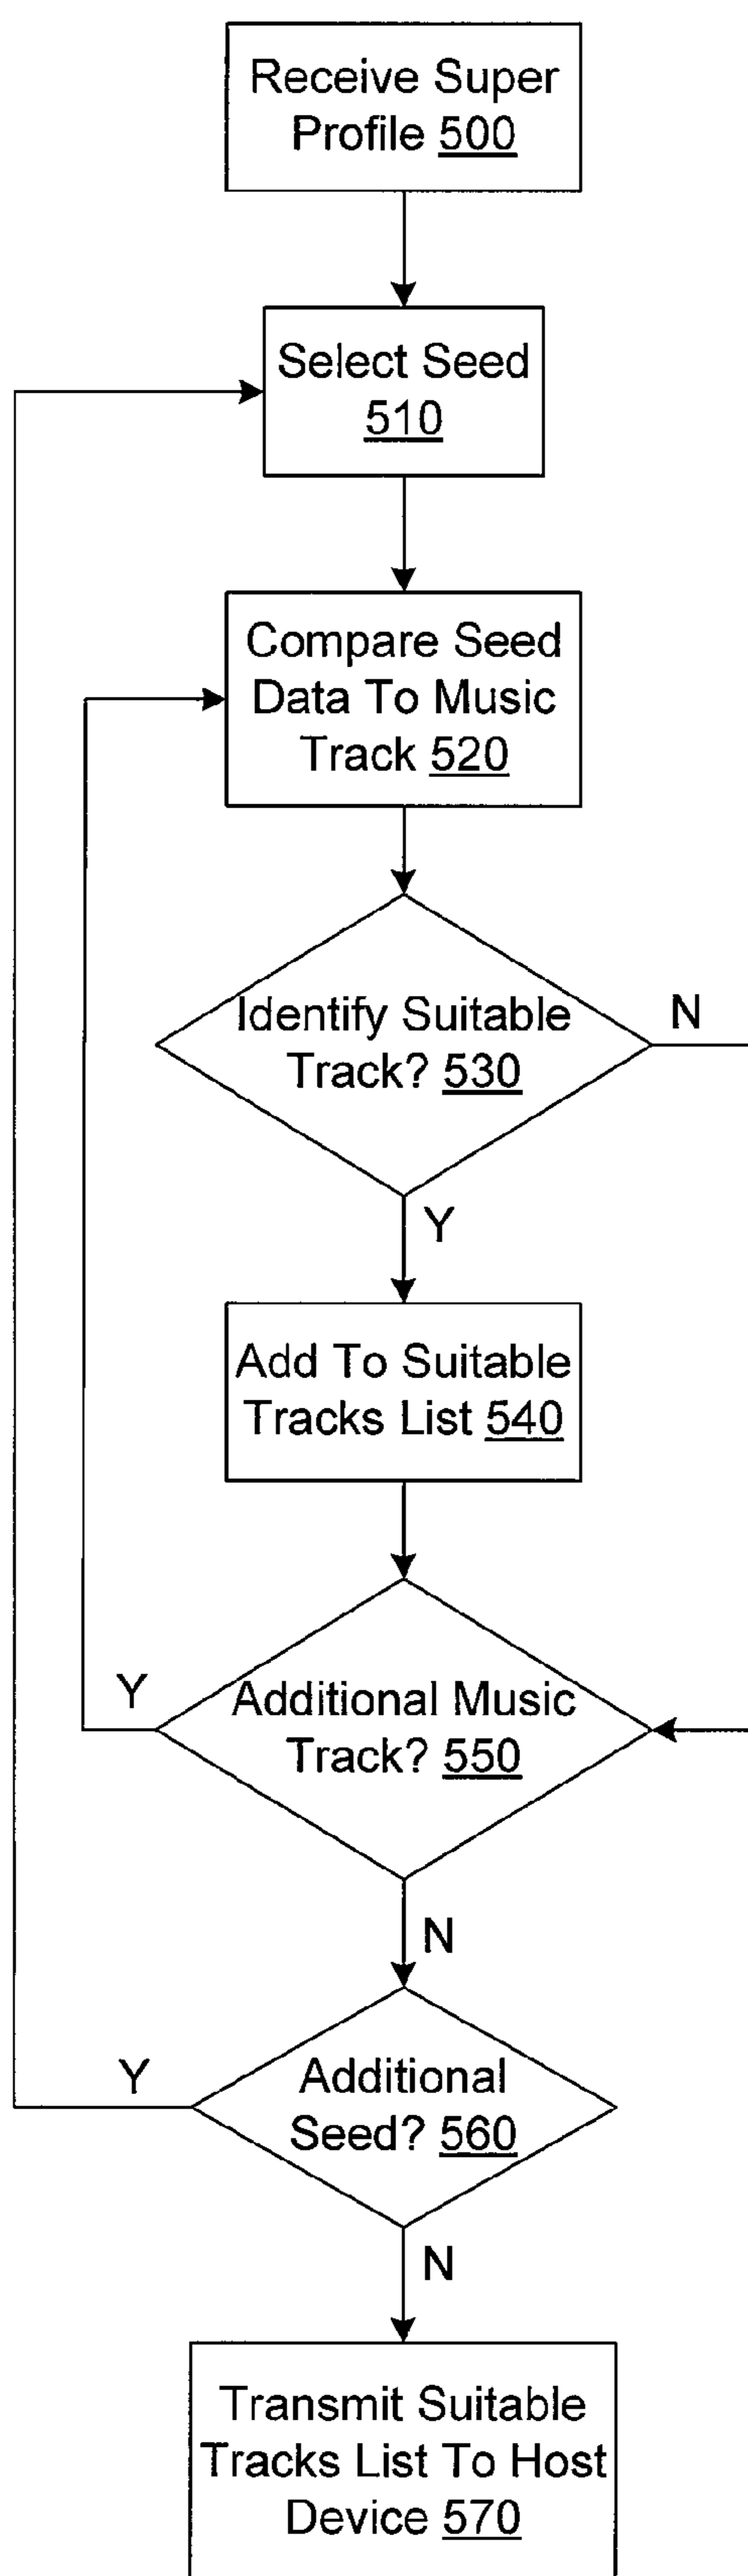 Receive Super
Profile 500
Select Seed
510
Compare Seed
Data To Music
Track 520
Identify Suitable
Track? 530
N
Y
Add To Suitable
Tracks List 540
Additional Music
Track? 550
Y
N
Additional
Seed? 560
Y
N
Transmit Suitable
Tracks List To Host
Device 570